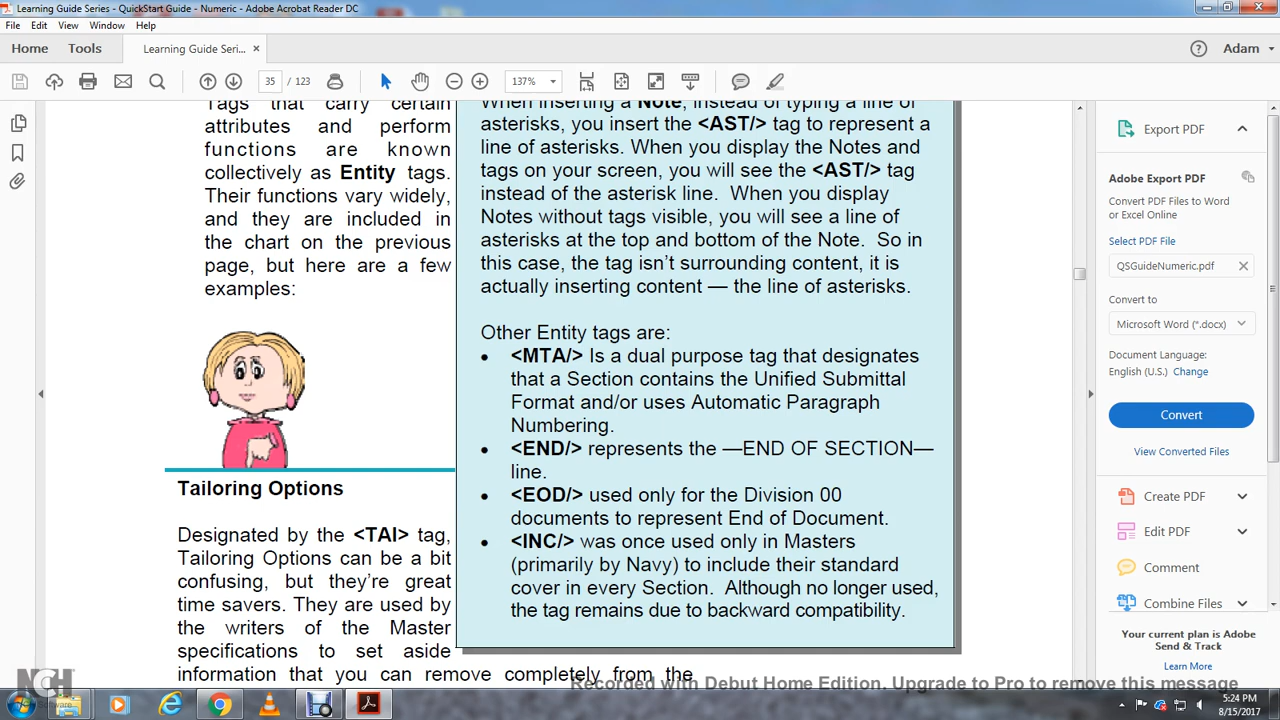 Learning Guide Series - QuickStart Guide - Numeric - Adobe Acrobat Reader DC
File Edit View Window Help
Home Tools Learning Guide Seri... × Adam
35 / 123 137%
Tags that carry certain
attributes and perform
functions are known
collectively as Entity tags.
Their functions vary widely,
and they are included in
the chart on the previous
page, but here are a few
examples:
Tailoring Options
Designated by the <TAI> tag,
Tailoring Options can be a bit
confusing, but they're great
time savers. They are used by
the writers of the Master
specifications to set aside
information that you can remove completely from the
When inserting a Note, instead of typing a line of
asterisks, you insert the <AST/> tag to represent a
line of asterisks. When you display the Notes and
tags on your screen, you will see the <AST/> tag
instead of the asterisk line. When you display
Notes without tags visible, you will see a line of
asterisks at the top and bottom of the Note. So in
this case, the tag isn't surrounding content, it is
actually inserting content — the line of asterisks.
Other Entity tags are:
• <MTA/> Is a dual purpose tag that designates
that a Section contains the Unified Submittal
Format and/or uses Automatic Paragraph
Numbering.
• <END/> represents the —END OF SECTION—
line.
• <EOD/> used only for the Division 00
documents to represent End of Document.
• <INC/> was once used only in Masters
(primarily by Navy) to include their standard
cover in every Section. Although no longer used,
the tag remains due to backward compatibility.
Export PDF
Adobe Export PDF
Convert PDF Files to Word
or Excel Online
Select PDF File
QSGuideNumeric.pdf
Convert to
Microsoft Word (*.docx)
Document Language:
English (U.S.) Change
Convert
View Converted Files
Create PDF
Edit PDF
Comment
Combine Files
Your current plan is Adobe
Send & Track
Learn More
NCH
Software
Recorded with Debut Home Edition. Upgrade to Pro to remove this message
5:24 PM
8/15/2017